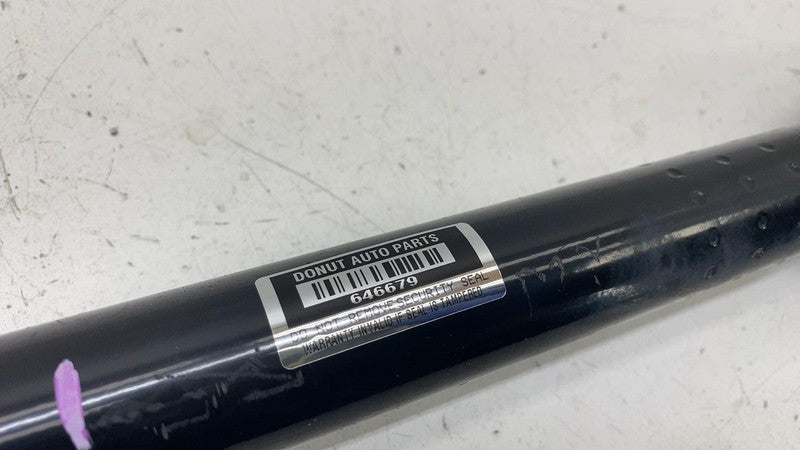 DONUT AUTO PARTS
646679
DO NOT REMOVE SECURITY SEAL
WARRANTY INVALID IF SEAL IS TAMPERED